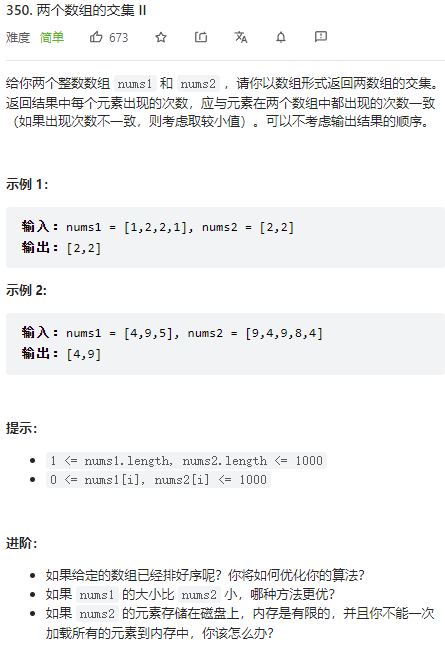 350. 两个数组的交集 II
难度 简单 673
给你两个整数数组 nums1 和 nums2 ，请你以数组形式返回两数组的交集。
返回结果中每个元素出现的次数，应与元素在两个数组中都出现的次数一致
（如果出现次数不一致，则考虑取较小值）。可以不考虑输出结果的顺序。
示例 1：
输入：nums1 = [1,2,2,1], nums2 = [2,2]
输出：[2,2]
示例 2:
输入：nums1 = [4,9,5], nums2 = [9,4,9,8,4]
输出：[4,9]
提示：
1 <= nums1.length, nums2.length <= 1000
0 <= nums1[i], nums2[i] <= 1000
进阶：
如果给定的数组已经排好序呢？你将如何优化你的算法？
如果 nums1 的大小比 nums2 小，哪种方法更优？
如果 nums2 的元素存储在磁盘上，内存是有限的，并且你不能一次
加载所有的元素到内存中，你该怎么办？